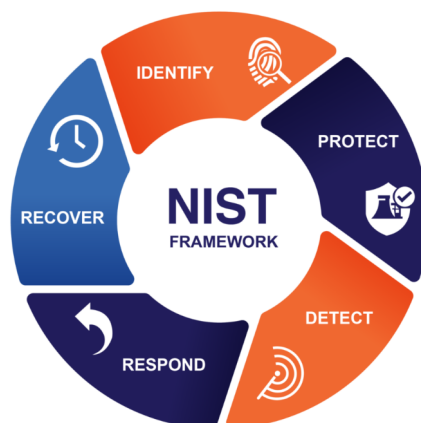 IDENTIFY
PROTECT
DETECT
RESPOND
RECOVER
NIST
FRAMEWORK